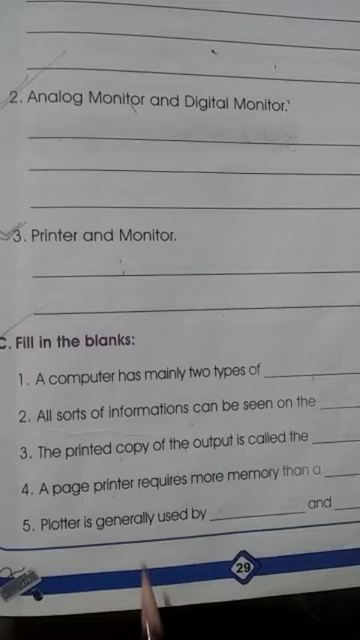 2. Analog Monitor and Digital Monitor.
3. Printer and Monitor.
C. Fill in the blanks:
1. A computer has mainly two types of
2. All sorts of informations can be seen on the
3. The printed copy of the output is called the
4. A page printer requires more memory than a
5. Plotter is generally used by __________ and
29